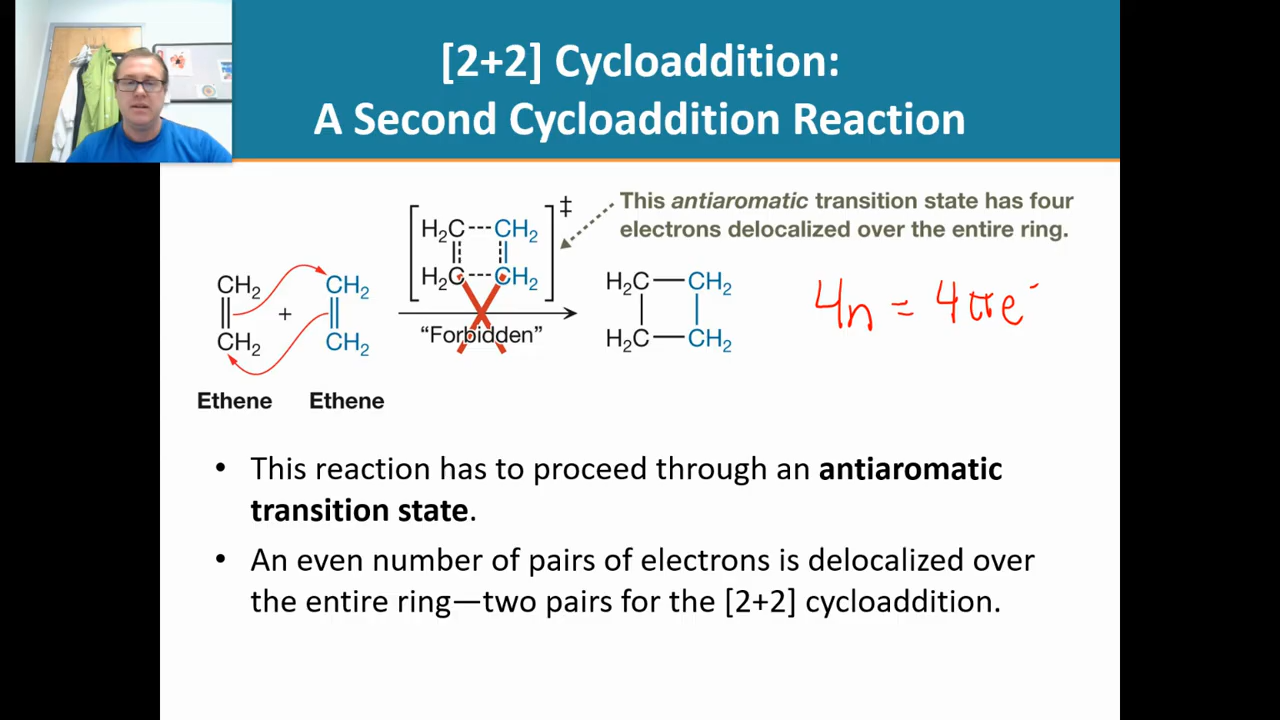 [2+2] Cycloaddition:
A Second Cycloaddition Reaction
This antiaromatic transition state has four
electrons delocalized over the entire ring.
‡
H₂C---CH₂
H₂C---CH₂
CH₂ + CH₂
CH₂ CH₂
"Forbidden"
H₂C—CH₂
H₂C—CH₂
4n = 4πe⁻
Ethene Ethene
• This reaction has to proceed through an antiaromatic
transition state.
• An even number of pairs of electrons is delocalized over
the entire ring—two pairs for the [2+2] cycloaddition.